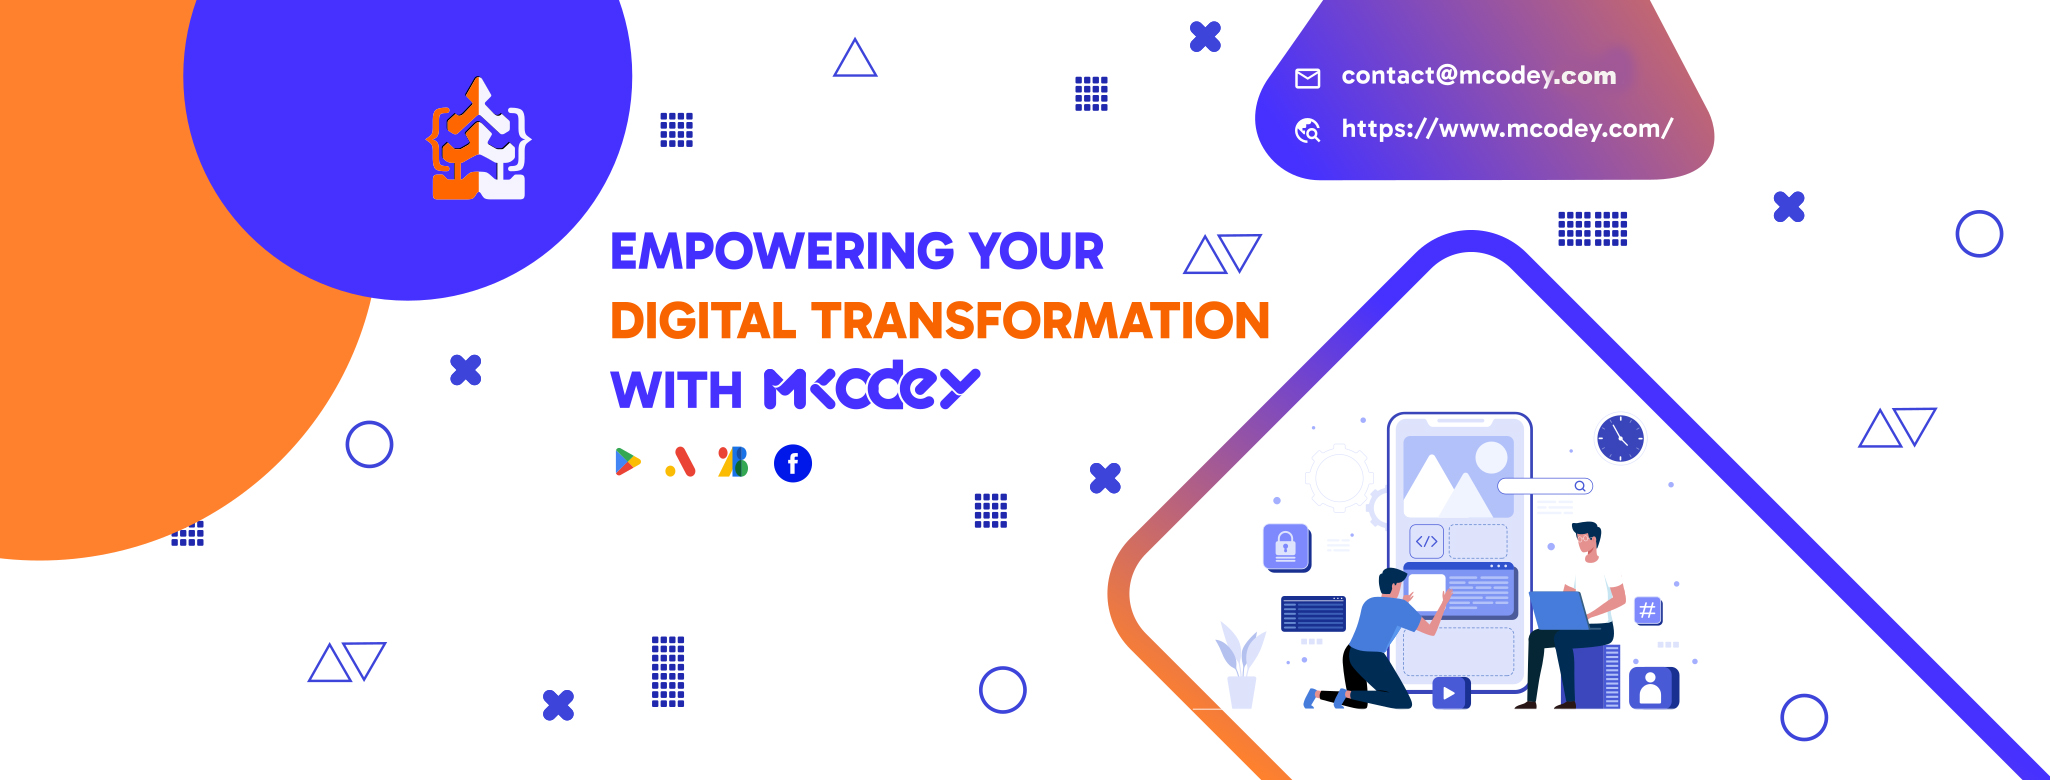 contact@mcodey.com
https://www.mcodey.com/
EMPOWERING YOUR
DIGITAL TRANSFORMATION
WITH Mcodey
f
</>
#